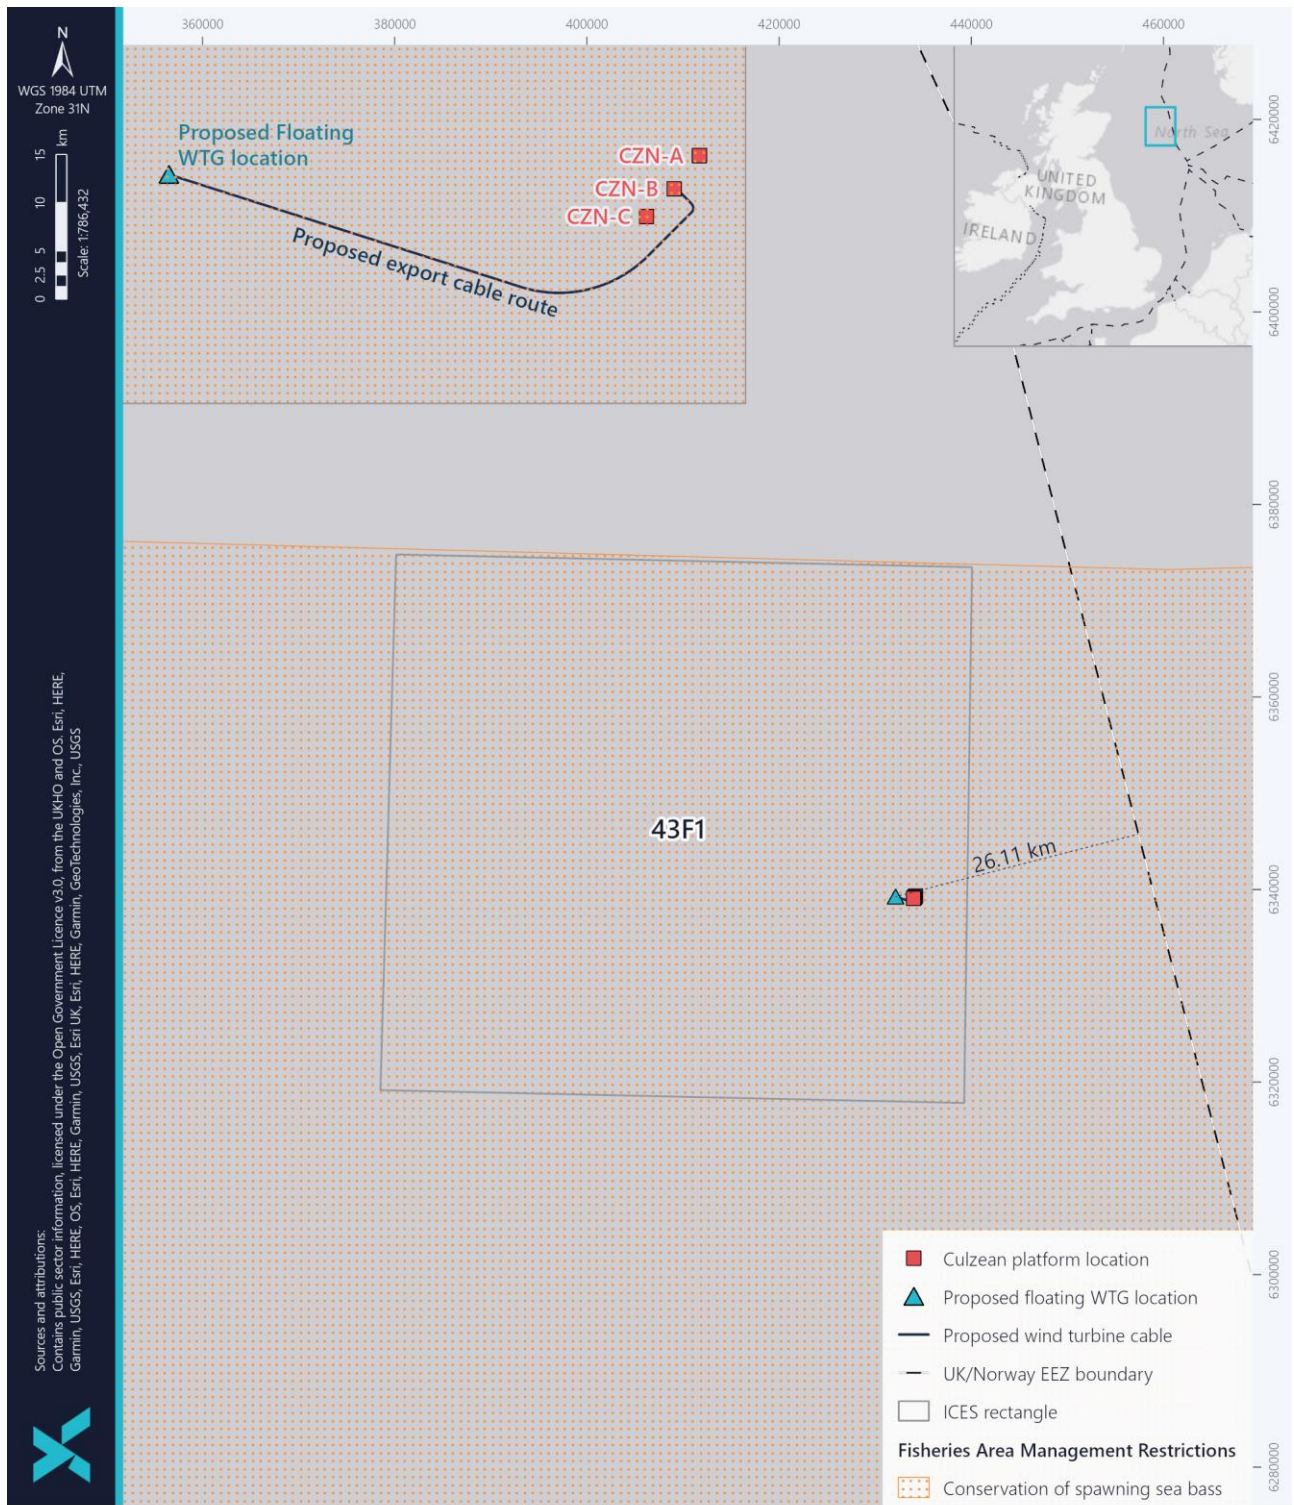 360000
380000
400000
420000
440000
460000
N
WGS 1984 UTM
Zone 31N
km
15
10
5
2.5
0
Scale: 1:786,432
Proposed Floating
WTG location
CZN-A
CZN-B
CZN-C
Proposed export cable route
North Sea
UNITED
KINGDOM
IRELAND
6420000
6400000
6380000
6360000
6340000
6320000
6300000
6280000
43F1
26.11 km
Sources and attributions:
Contains public sector information, licensed under the Open Government Licence v3.0, from the UKHO and OS. Esri, HERE,
Garmin, USGS, Esri, HERE, OS, Esri, HERE, Garmin, USGS, Esri UK, Esri, HERE, Garmin, GeoTechnologies, Inc., USGS
Culzean platform location
Proposed floating WTG location
Proposed wind turbine cable
UK/Norway EEZ boundary
ICES rectangle
Fisheries Area Management Restrictions
Conservation of spawning sea bass